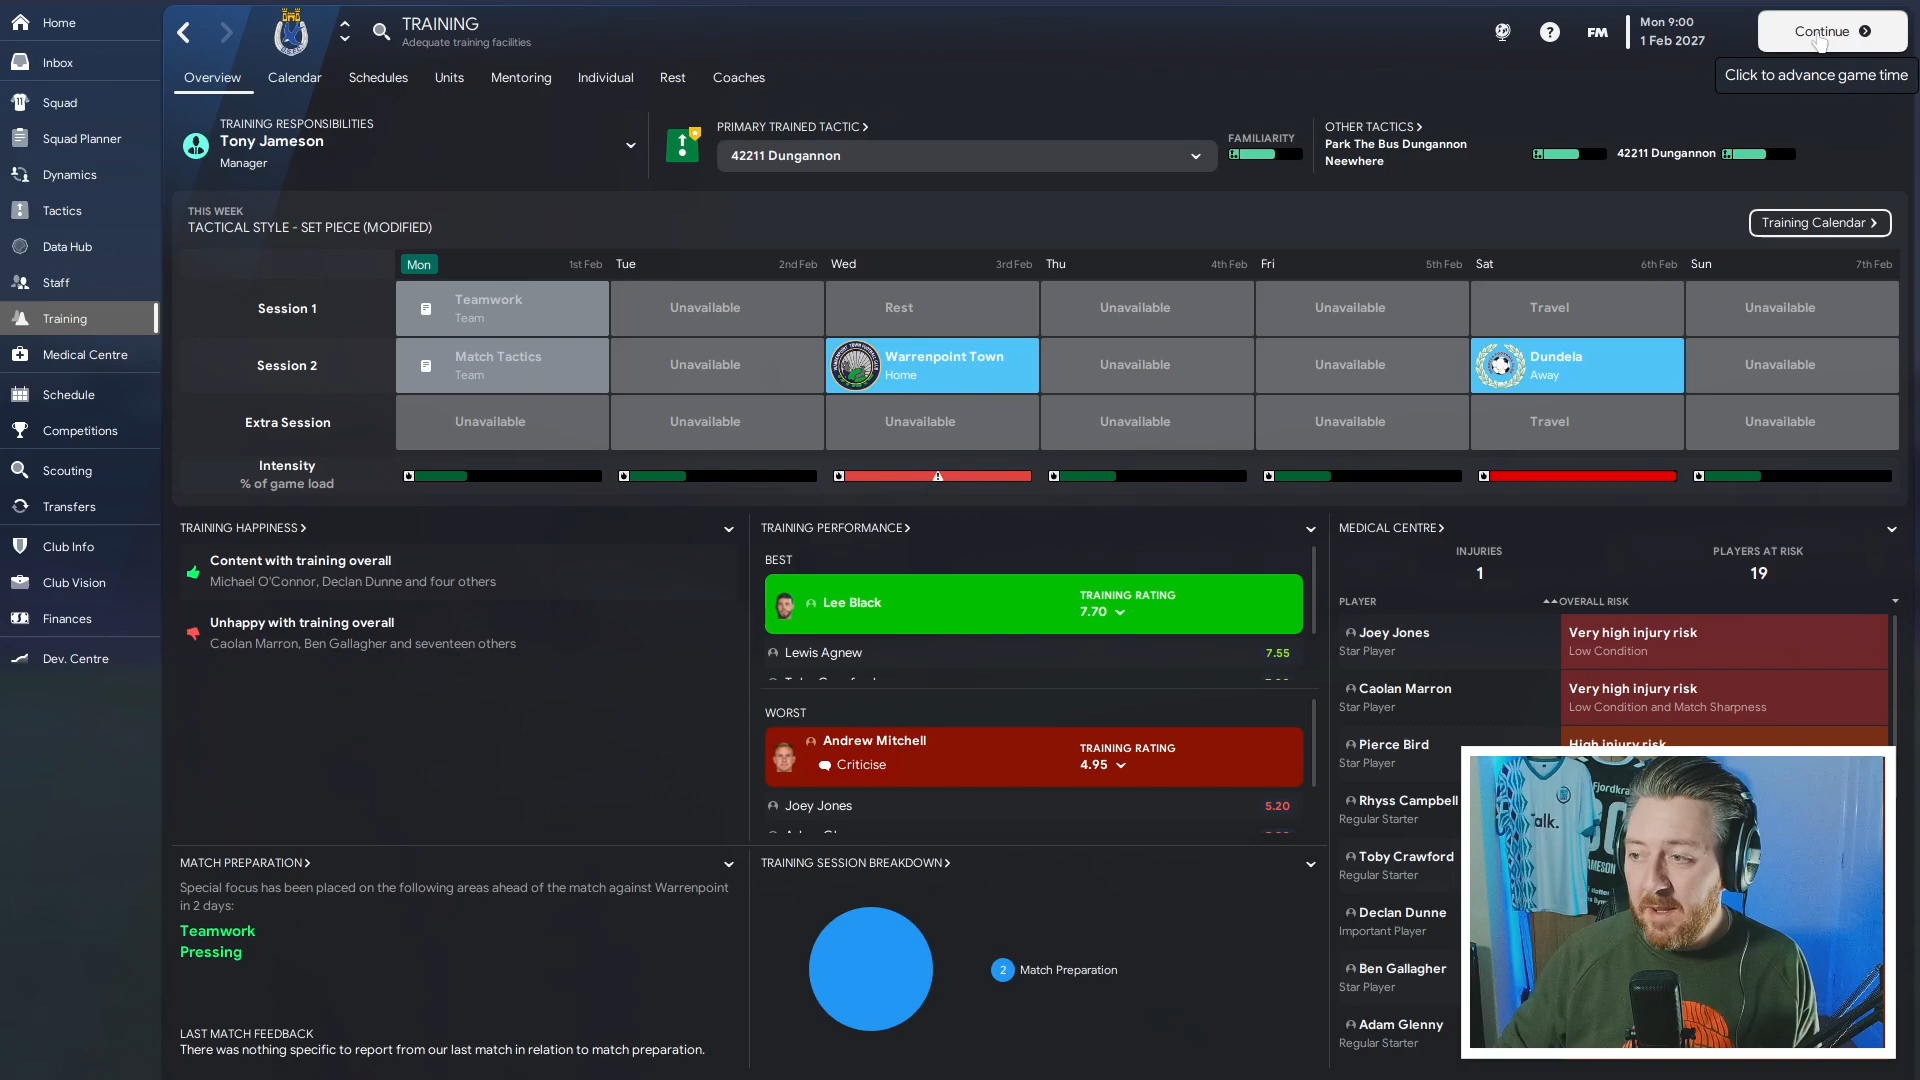 Home
Inbox
Squad
Squad Planner
Dynamics
Tactics
Data Hub
Staff
Training
Medical Centre
Schedule
Competitions
Scouting
Transfers
Club Info
Club Vision
Finances
Dev. Centre
TRAINING
Adequate training facilities
FM
Mon 9:00
1 Feb 2027
Continue
Click to advance game time
Overview Calendar Schedules Units Mentoring Individual Rest Coaches
TRAINING RESPONSIBILITIES
Tony Jameson
Manager
PRIMARY TRAINED TACTIC
42211 Dungannon
FAMILIARITY
OTHER TACTICS
Park The Bus Dungannon
Neewhere
42211 Dungannon
THIS WEEK
TACTICAL STYLE - SET PIECE (MODIFIED)
Training Calendar
Mon 1st Feb Tue 2nd Feb Wed 3rd Feb Thu 4th Feb Fri 5th Feb Sat 6th Feb Sun 7th Feb
Session 1
Teamwork
Team
Unavailable
Rest
Unavailable
Unavailable
Travel
Unavailable
Session 2
Match Tactics
Team
Unavailable
Warrenpoint Town
Home
Unavailable
Unavailable
Dundela
Away
Unavailable
Extra Session
Unavailable
Unavailable
Unavailable
Unavailable
Unavailable
Travel
Unavailable
Intensity
% of game load
TRAINING HAPPINESS
Content with training overall
Michael O'Connor, Declan Dunne and four others
Unhappy with training overall
Caolan Marron, Ben Gallagher and seventeen others
TRAINING PERFORMANCE
BEST
Lee Black
TRAINING RATING
7.70
Lewis Agnew 7.55
WORST
Andrew Mitchell
Criticise
TRAINING RATING
4.95
Joey Jones 5.20
MEDICAL CENTRE
INJURIES
1
PLAYERS AT RISK
19
PLAYER OVERALL RISK
Joey Jones
Star Player
Very high injury risk
Low Condition
Caolan Marron
Star Player
Very high injury risk
Low Condition and Match Sharpness
Pierce Bird
Star Player
High injury risk
Rhyss Campbell
Regular Starter
Toby Crawford
Regular Starter
Declan Dunne
Important Player
Ben Gallagher
Star Player
Adam Glenny
Regular Starter
MATCH PREPARATION
Special focus has been placed on the following areas ahead of the match against Warrenpoint
in 2 days:
Teamwork
Pressing
LAST MATCH FEEDBACK
There was nothing specific to report from our last match in relation to match preparation.
TRAINING SESSION BREAKDOWN
2 Match Preparation